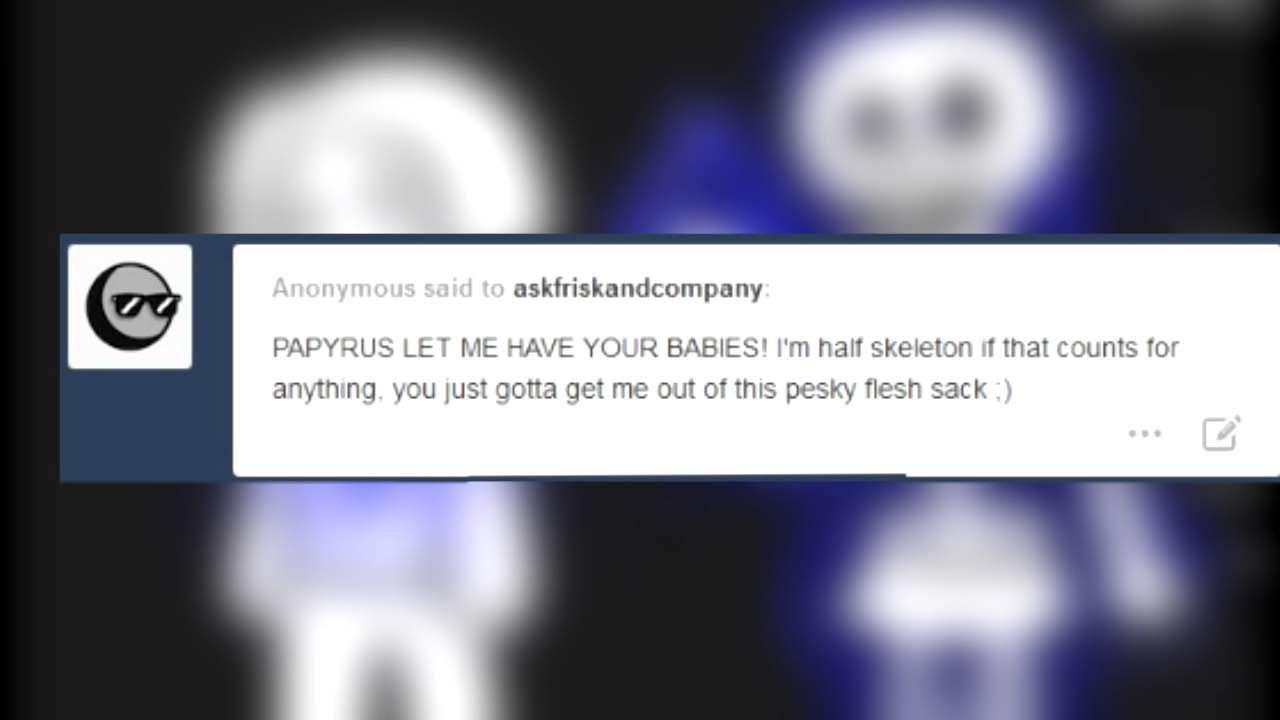 Anonymous said to askfriskandcompany:
PAPYRUS LET ME HAVE YOUR BABIES! I'm half skeleton if that counts for
anything, you just gotta get me out of this pesky flesh sack ;)